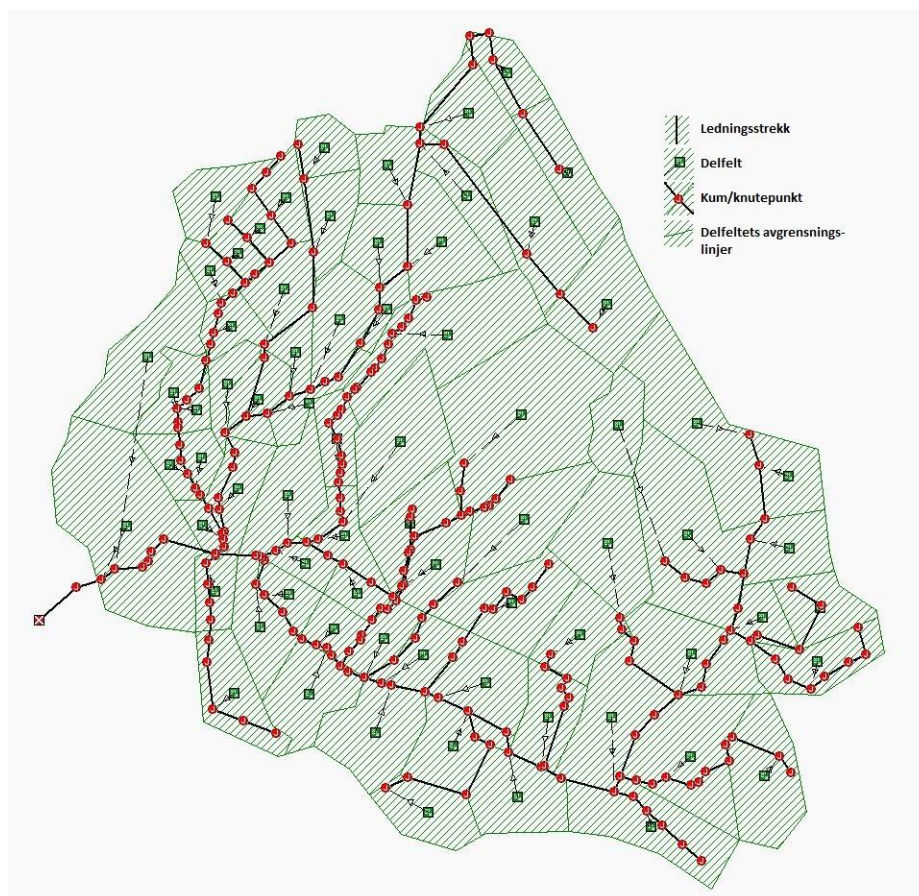 Ledningsstrekk
Delfelt
Kum/knutepunkt
Delfeltets avgrensnings-
linjer